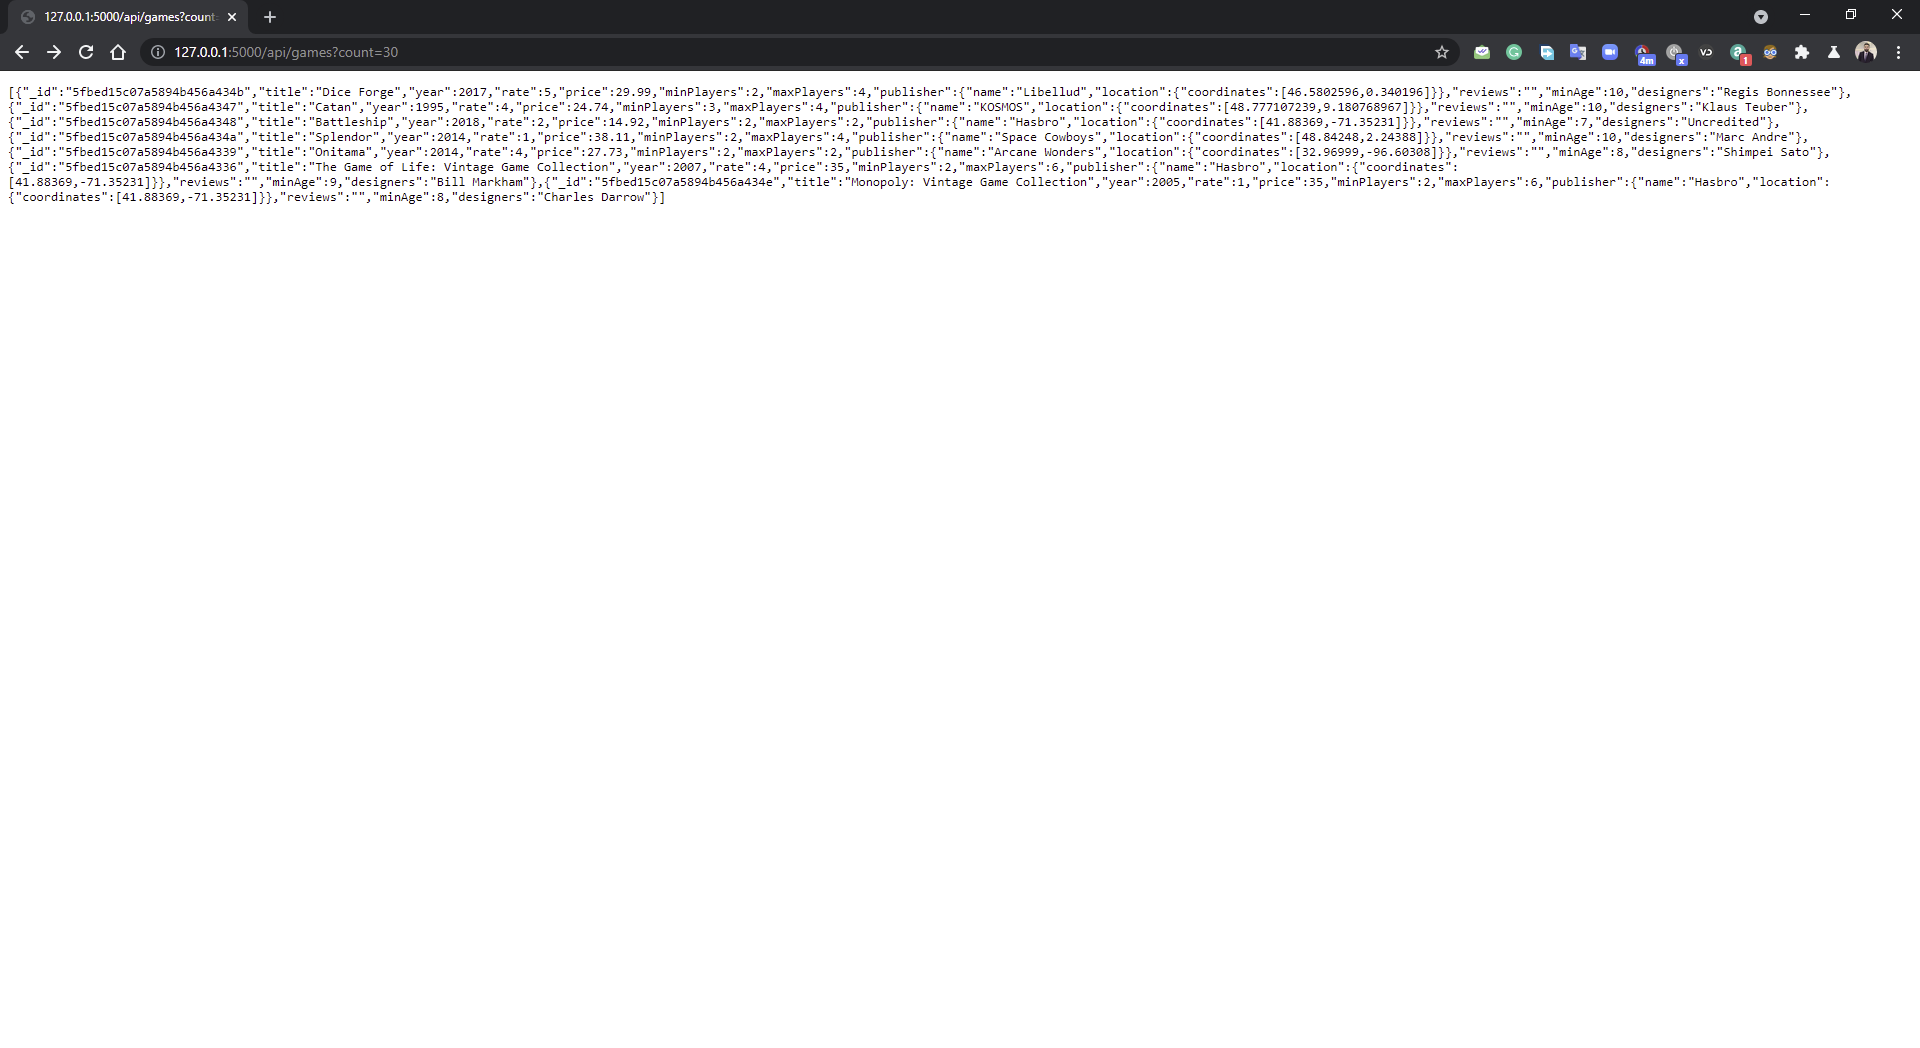 127.0.0.1:5000/api/games?count
127.0.0.1:5000/api/games?count=30
4m
x
1
[{"_id":"5fbed15c07a5894b456a434b","title":"Dice Forge","year":2017,"rate":5,"price":29.99,"minPlayers":2,"maxPlayers":4,"publisher":{"name":"Libellud","location":{"coordinates":[46.5802596,0.340196]}},"reviews":"","minAge":10,"designers":"Regis Bonnessee"},
{"_id":"5fbed15c07a5894b456a4347","title":"Catan","year":1995,"rate":4,"price":24.74,"minPlayers":3,"maxPlayers":4,"publisher":{"name":"KOSMOS","location":{"coordinates":[48.777107239,9.180768967]}},"reviews":"","minAge":10,"designers":"Klaus Teuber"},
{"_id":"5fbed15c07a5894b456a4348","title":"Battleship","year":2018,"rate":2,"price":14.92,"minPlayers":2,"maxPlayers":2,"publisher":{"name":"Hasbro","location":{"coordinates":[41.88369,-71.35231]}},"reviews":"","minAge":7,"designers":"Uncredited"},
{"_id":"5fbed15c07a5894b456a434a","title":"Splendor","year":2014,"rate":1,"price":38.11,"minPlayers":2,"maxPlayers":4,"publisher":{"name":"Space Cowboys","location":{"coordinates":[48.84248,2.24388]}},"reviews":"","minAge":10,"designers":"Marc Andre"},
{"_id":"5fbed15c07a5894b456a4339","title":"Onitama","year":2014,"rate":4,"price":27.73,"minPlayers":2,"maxPlayers":2,"publisher":{"name":"Arcane Wonders","location":{"coordinates":[32.96999,-96.60308]}},"reviews":"","minAge":8,"designers":"Shimpei Sato"},
{"_id":"5fbed15c07a5894b456a4336","title":"The Game of Life: Vintage Game Collection","year":2007,"rate":4,"price":35,"minPlayers":2,"maxPlayers":6,"publisher":{"name":"Hasbro","location":{"coordinates":
[41.88369,-71.35231]}},"reviews":"","minAge":9,"designers":"Bill Markham"},{"_id":"5fbed15c07a5894b456a434e","title":"Monopoly: Vintage Game Collection","year":2005,"rate":1,"price":35,"minPlayers":2,"maxPlayers":6,"publisher":{"name":"Hasbro","location":
{"coordinates":[41.88369,-71.35231]}},"reviews":"","minAge":8,"designers":"Charles Darrow"}]